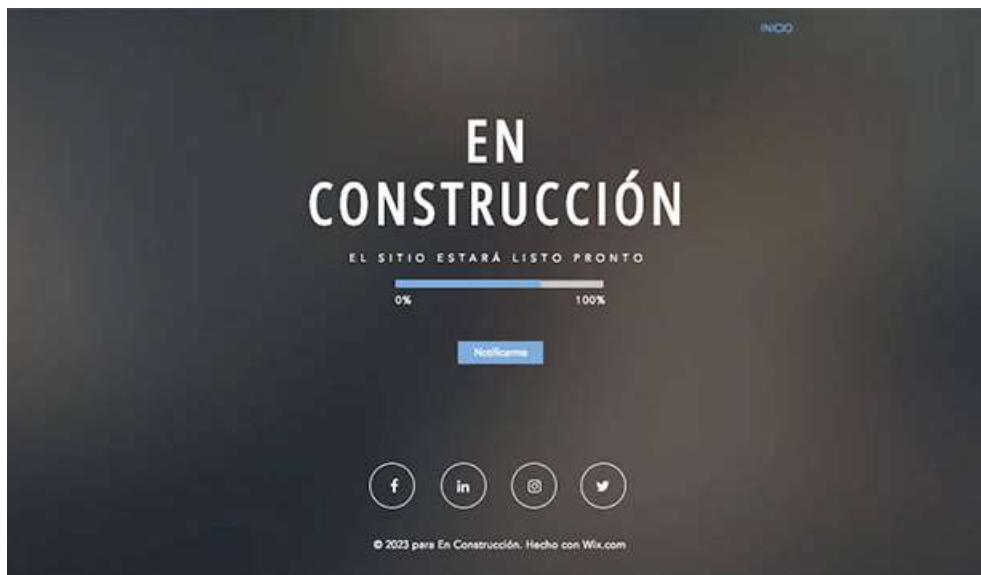 INICIO
EN
CONSTRUCCIÓN
EL SITIO ESTARÁ LISTO PRONTO
0% 100%
Notificarme
© 2023 para En Construcción. Hecho con Wix.com